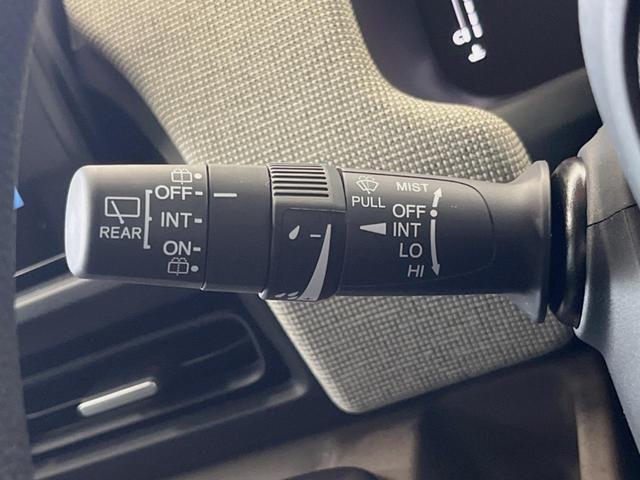 OFF
INT
REAR
ON
MIST
PULL
OFF
INT
LO
HI